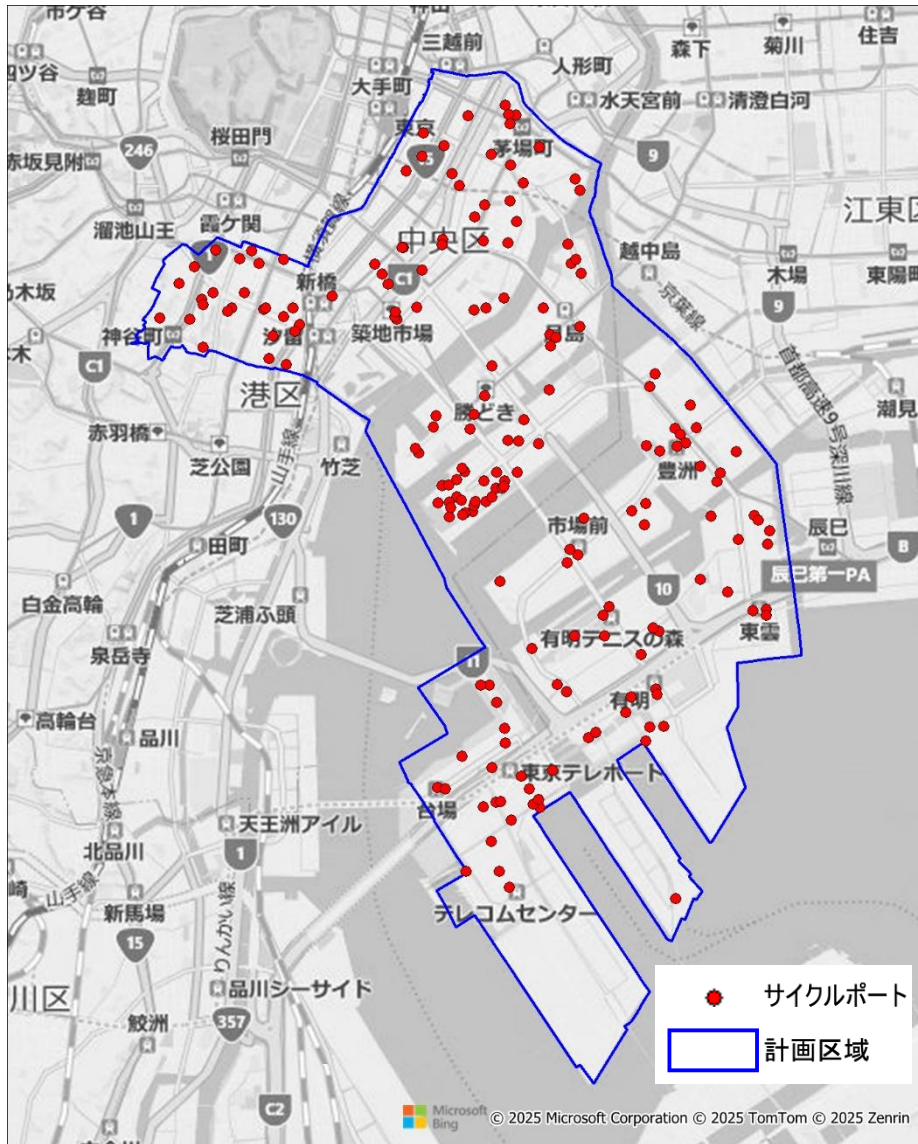 市ケ谷
神田
三越前
森下
菊川
住吉
四ツ谷
麹町
大手町
人形町
水天宮前
清澄白河
東京
桜田門
246
茅場町
9
赤坂見附
霞ケ関
溜池山王
横須賀線
中央区
江東区
越中島
木場
東陽町
乃木坂
新橋
C1
京葉線
9
神谷町
汐留
築地市場
月島
C1
港区
勝どき
首都高速9号深川線
潮見
赤羽橋
芝公園
竹芝
山手線
豊洲
1
130
田町
市場前
辰巳
B
辰巳第一PA
白金高輪
芝浦ふ頭
10
東雲
泉岳寺
有明テニスの森
11
有明
高輪台
品川
京急本線
東京テレポート
台場
天王洲アイル
北品川
1
山手線
新馬場
りんかい線
テレコムセンター
15
品川シーサイド
川区
鮫洲
357
C2
サイクルポート
計画区域
Microsoft
Bing
© 2025 Microsoft Corporation © 2025 TomTom © 2025 Zenrin